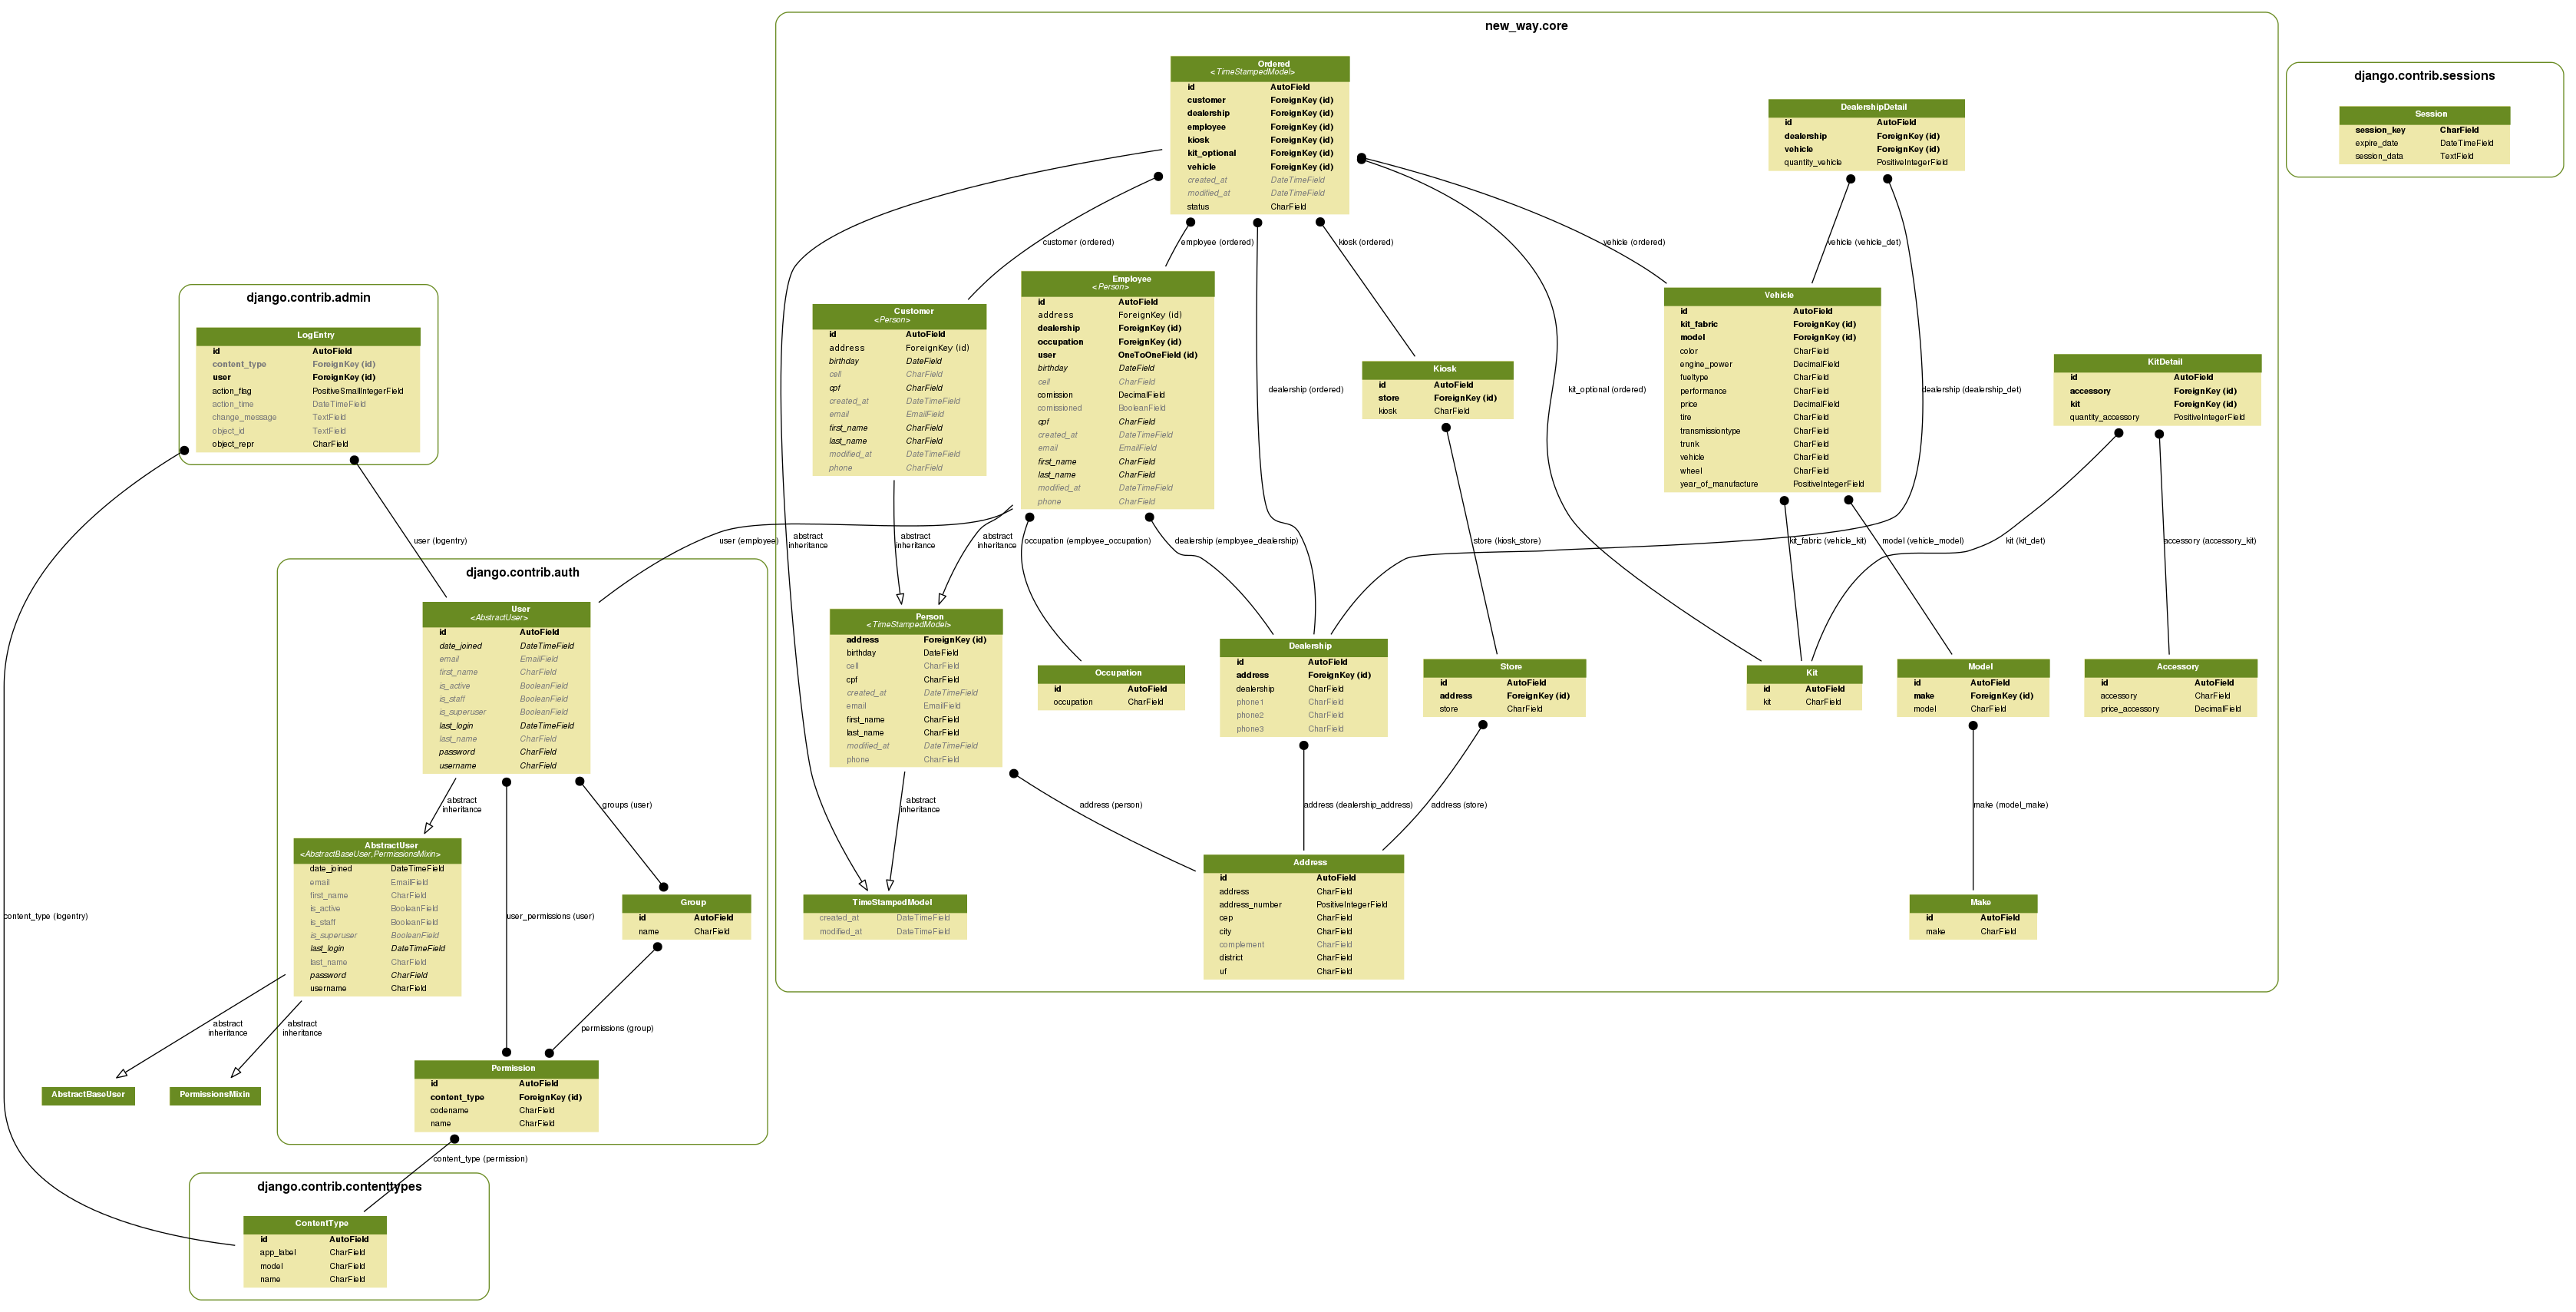 new_way.core
Ordered
<TimeStampedModel>
id AutoField
customer ForeignKey (id)
dealership ForeignKey (id)
employee ForeignKey (id)
kiosk ForeignKey (id)
kit_optional ForeignKey (id)
vehicle ForeignKey (id)
created_at DateTimeField
modified_at DateTimeField
status CharField
DealershipDetail
id AutoField
dealership ForeignKey (id)
vehicle ForeignKey (id)
quantity_vehicle PositiveIntegerField
django.contrib.sessions
Session
session_key CharField
expire_date DateTimeField
session_data TextField
customer (ordered)
employee (ordered)
kiosk (ordered)
vehicle (ordered)
vehicle (vehicle_det)
django.contrib.admin
LogEntry
id AutoField
content_type ForeignKey (id)
user ForeignKey (id)
action_flag PositiveSmallIntegerField
action_time DateTimeField
change_message TextField
object_id TextField
object_repr CharField
Customer
<Person>
id AutoField
address ForeignKey (id)
birthday DateField
cell CharField
cpf CharField
created_at DateTimeField
email EmailField
first_name CharField
last_name CharField
modified_at DateTimeField
phone CharField
Employee
<Person>
id AutoField
address ForeignKey (id)
dealership ForeignKey (id)
occupation ForeignKey (id)
user OneToOneField (id)
birthday DateField
cell CharField
comission DecimalField
comissioned BooleanField
cpf CharField
created_at DateTimeField
email EmailField
first_name CharField
last_name CharField
modified_at DateTimeField
phone CharField
dealership (ordered)
Kiosk
id AutoField
store ForeignKey (id)
kiosk CharField
kit_optional (ordered)
Vehicle
id AutoField
kit_fabric ForeignKey (id)
model ForeignKey (id)
color CharField
engine_power DecimalField
fueltype CharField
performance CharField
price DecimalField
tire CharField
transmissiontype CharField
trunk CharField
vehicle CharField
wheel CharField
year_of_manufacture PositiveIntegerField
dealership (dealership_det)
KitDetail
id AutoField
accessory ForeignKey (id)
kit ForeignKey (id)
quantity_accessory PositiveIntegerField
user (logentry)
user (employee)
abstract
inheritance
abstract
inheritance
abstract
inheritance
occupation (employee_occupation)
dealership (employee_dealership)
store (kiosk_store)
kit_fabric (vehicle_kit)
model (vehicle_model)
kit (kit_det)
accessory (accessory_kit)
django.contrib.auth
User
<AbstractUser>
id AutoField
date_joined DateTimeField
email EmailField
first_name CharField
is_active BooleanField
is_staff BooleanField
is_superuser BooleanField
last_login DateTimeField
last_name CharField
password CharField
username CharField
Person
<TimeStampedModel>
address ForeignKey (id)
birthday DateField
cell CharField
cpf CharField
created_at DateTimeField
email EmailField
first_name CharField
last_name CharField
modified_at DateTimeField
phone CharField
Occupation
id AutoField
occupation CharField
Dealership
id AutoField
address ForeignKey (id)
dealership CharField
phone1 CharField
phone2 CharField
phone3 CharField
Store
id AutoField
address ForeignKey (id)
store CharField
Kit
id AutoField
kit CharField
Model
id AutoField
make ForeignKey (id)
model CharField
Accessory
id AutoField
accessory CharField
price_accessory DecimalField
abstract
inheritance
groups (user)
abstract
inheritance
address (person)
address (dealership_address)
address (store)
make (model_make)
AbstractUser
<AbstractBaseUser,PermissionsMixin>
date_joined DateTimeField
email EmailField
first_name CharField
is_active BooleanField
is_staff BooleanField
is_superuser BooleanField
last_login DateTimeField
last_name CharField
password CharField
username CharField
content_type (logentry)
user_permissions (user)
Group
id AutoField
name CharField
TimeStampedModel
created_at DateTimeField
modified_at DateTimeField
Address
id AutoField
address CharField
address_number PositiveIntegerField
cep CharField
city CharField
complement CharField
district CharField
uf CharField
Make
id AutoField
make CharField
abstract
inheritance
abstract
inheritance
permissions (group)
AbstractBaseUser
PermissionsMixin
Permission
id AutoField
content_type ForeignKey (id)
codename CharField
name CharField
content_type (permission)
django.contrib.contenttypes
ContentType
id AutoField
app_label CharField
model CharField
name CharField